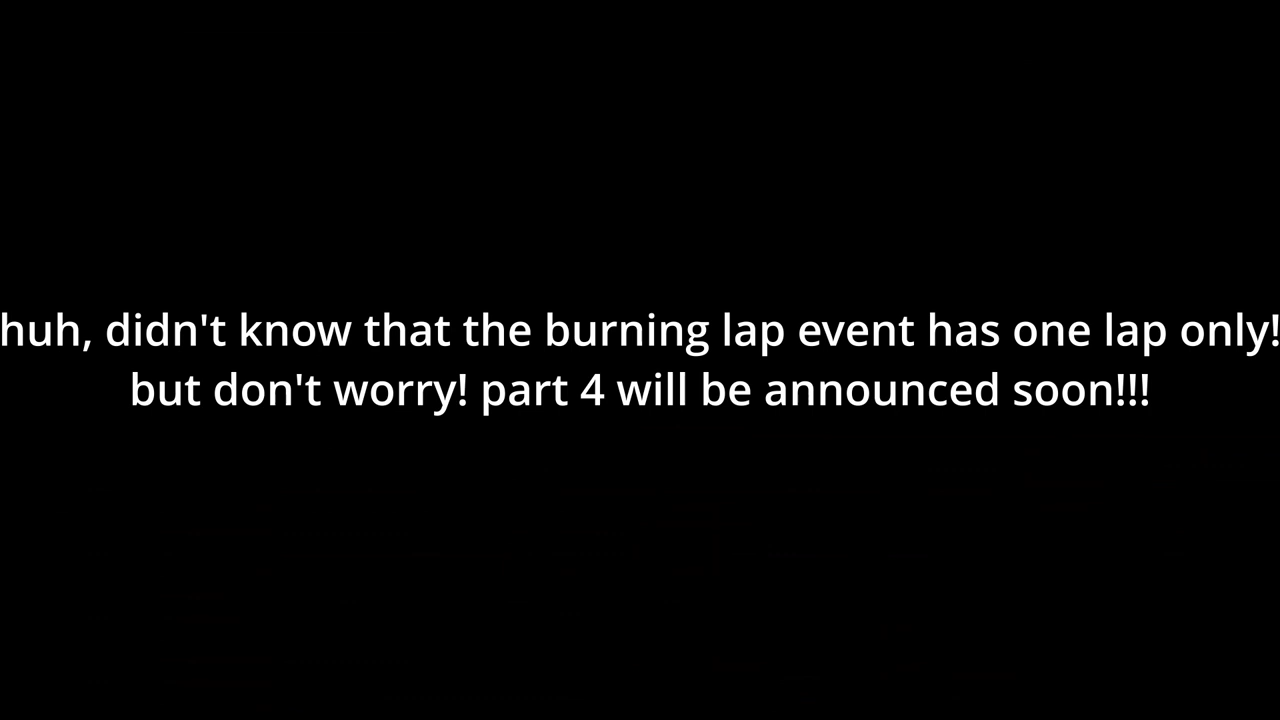 huh, didn't know that the burning lap event has one lap only!
but don't worry! part 4 will be announced soon!!!